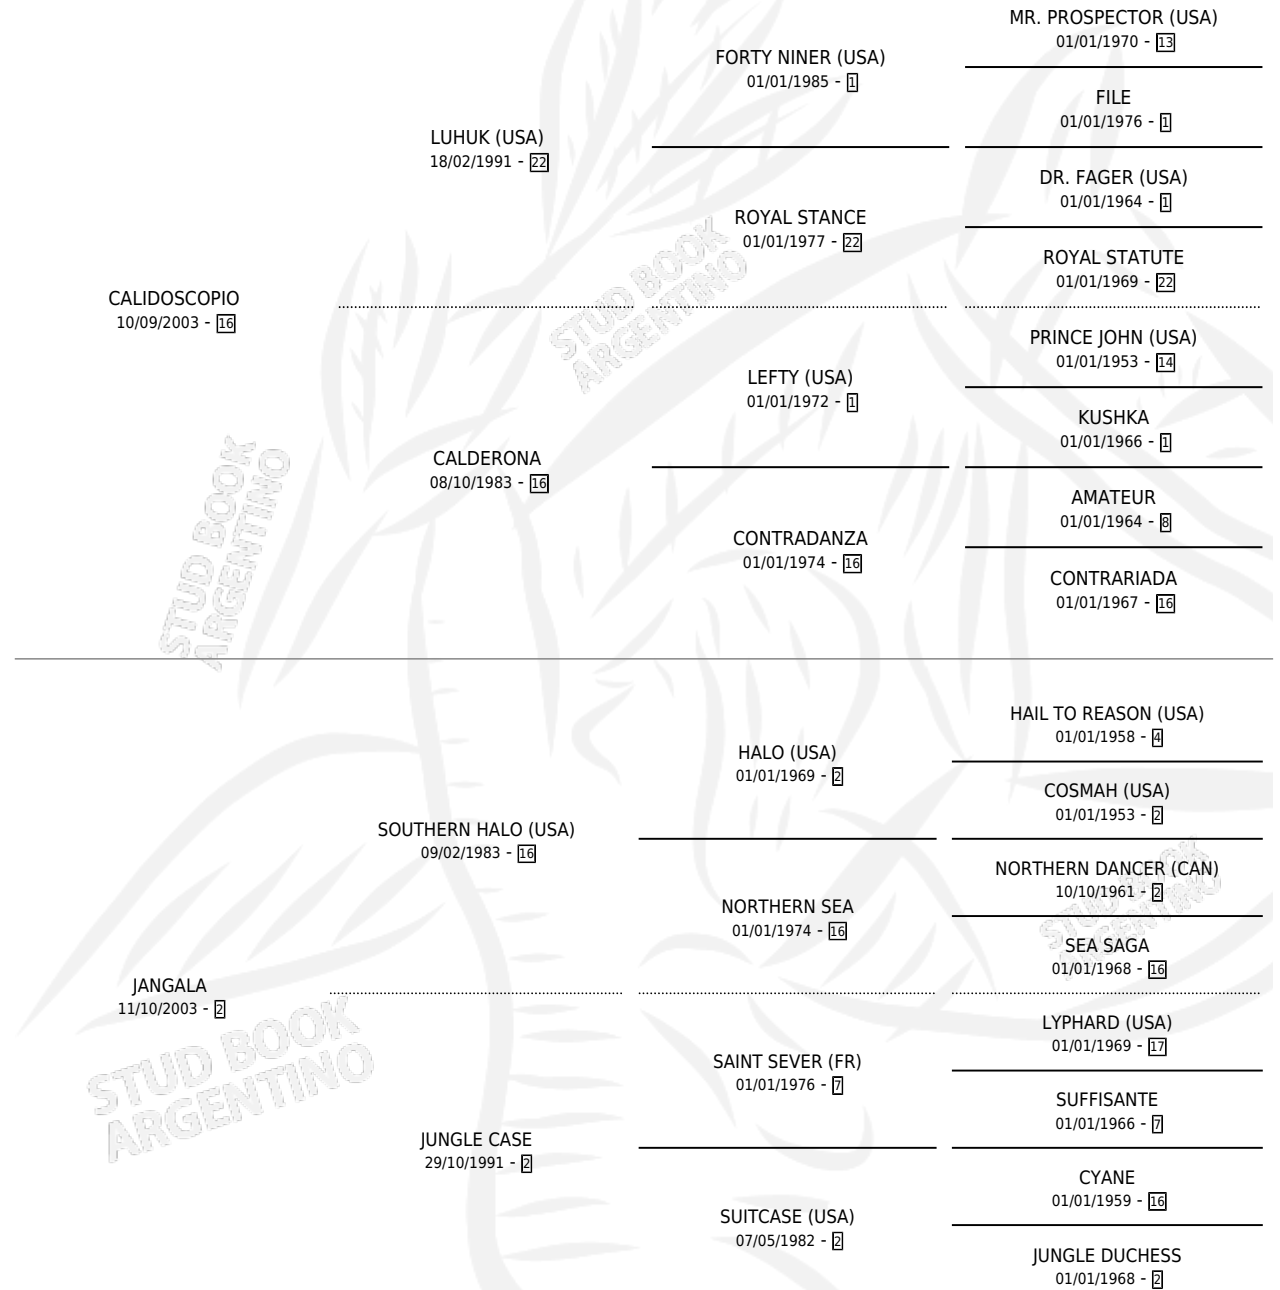 MR. PROSPECTOR (USA)
01/01/1970 - 13
FORTY NINER (USA)
01/01/1985 - 1
FILE
01/01/1976 - 1
LUHUK (USA)
18/02/1991 - 22
DR. FAGER (USA)
01/01/1964 - 1
ROYAL STANCE
01/01/1977 - 22
ROYAL STATUTE
01/01/1969 - 22
CALIDOSCOPIO
10/09/2003 - 16
STUD BOOK
ARGENTINO
PRINCE JOHN (USA)
01/01/1953 - 14
LEFTY (USA)
01/01/1972 - 1
KUSHKA
01/01/1966 - 1
CALDERONA
08/10/1983 - 16
AMATEUR
01/01/1964 - 8
CONTRADANZA
01/01/1974 - 16
CONTRARIADA
01/01/1967 - 16
STUD BOOK
ARGENTINO
HAIL TO REASON (USA)
01/01/1958 - 4
HALO (USA)
01/01/1969 - 2
COSMAH (USA)
01/01/1953 - 2
SOUTHERN HALO (USA)
09/02/1983 - 16
NORTHERN DANCER (CAN)
10/10/1961 - 2
NORTHERN SEA
01/01/1974 - 16
SEA SAGA
01/01/1968 - 16
STUD BOOK
ARGENTINO
JANGALA
11/10/2003 - 2
LYPHARD (USA)
01/01/1969 - 17
SAINT SEVER (FR)
01/01/1976 - 7
SUFFISANTE
01/01/1966 - 7
STUD BOOK
ARGENTINO
JUNGLE CASE
29/10/1991 - 2
CYANE
01/01/1959 - 16
SUITCASE (USA)
07/05/1982 - 2
JUNGLE DUCHESS
01/01/1968 - 2